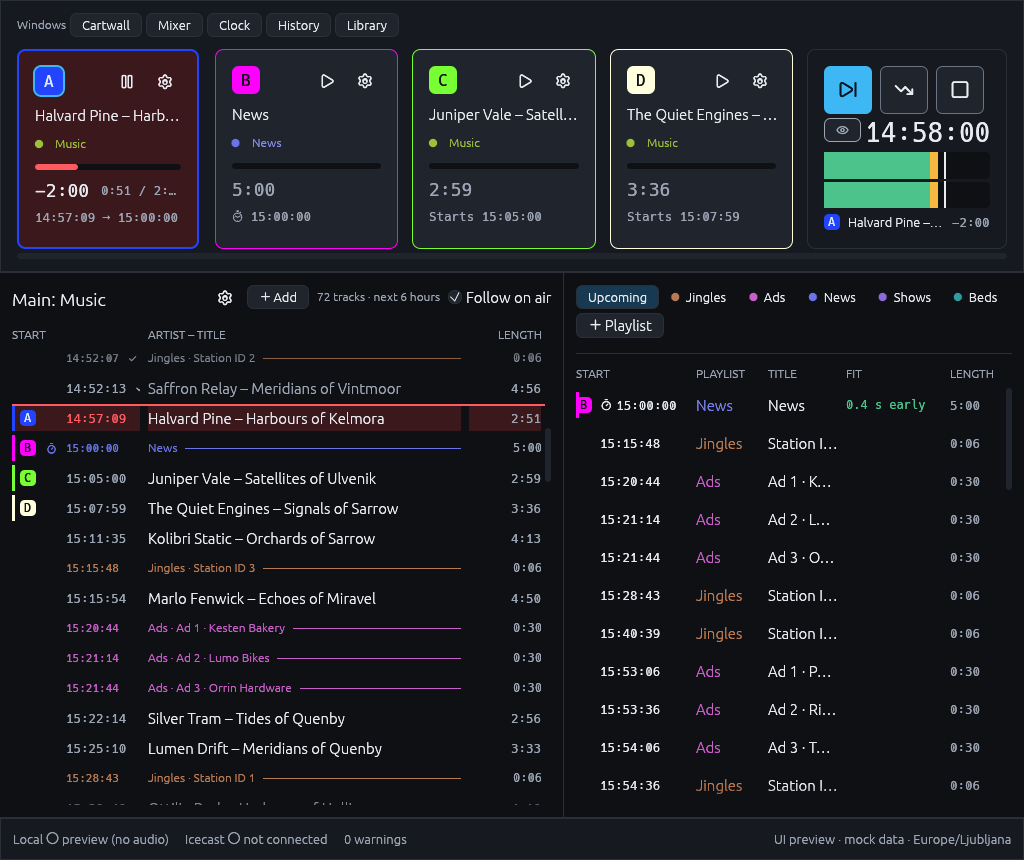 Windows Cartwall Mixer Clock History Library
A
Halvard Pine – Harb…
Music
−2:00 0:51 / 2:…
14:57:09 → 15:00:00
B
News
News
5:00
15:00:00
C
Juniper Vale – Satell…
Music
2:59
Starts 15:05:00
D
The Quiet Engines – …
Music
3:36
Starts 15:07:59
14:58:00
A Halvard Pine –… −2:00
Main: Music + Add 72 tracks · next 6 hours Follow on air
START ARTIST – TITLE LENGTH
14:52:07 Jingles · Station ID 2 0:06
14:52:13 Saffron Relay – Meridians of Vintmoor 4:56
A 14:57:09 Halvard Pine – Harbours of Kelmora 2:51
B 15:00:00 News 5:00
C 15:05:00 Juniper Vale – Satellites of Ulvenik 2:59
D 15:07:59 The Quiet Engines – Signals of Sarrow 3:36
15:11:35 Kolibri Static – Orchards of Sarrow 4:13
15:15:48 Jingles · Station ID 3 0:06
15:15:54 Marlo Fenwick – Echoes of Miravel 4:50
15:20:44 Ads · Ad 1 · Kesten Bakery 0:30
15:21:14 Ads · Ad 2 · Lumo Bikes 0:30
15:21:44 Ads · Ad 3 · Orrin Hardware 0:30
15:22:14 Silver Tram – Tides of Quenby 2:56
15:25:10 Lumen Drift – Meridians of Quenby 3:33
15:28:43 Jingles · Station ID 1 0:06
Upcoming Jingles Ads News Shows Beds
+ Playlist
START PLAYLIST TITLE FIT LENGTH
B 15:00:00 News News 0.4 s early 5:00
15:15:48 Jingles Station I… 0:06
15:20:44 Ads Ad 1 · K… 0:30
15:21:14 Ads Ad 2 · L… 0:30
15:21:44 Ads Ad 3 · O… 0:30
15:28:43 Jingles Station I… 0:06
15:40:39 Jingles Station I… 0:06
15:53:06 Ads Ad 1 · P… 0:30
15:53:36 Ads Ad 2 · Ri… 0:30
15:54:06 Ads Ad 3 · T… 0:30
15:54:36 Jingles Station I… 0:06
Local preview (no audio) Icecast not connected 0 warnings UI preview · mock data · Europe/Ljubljana